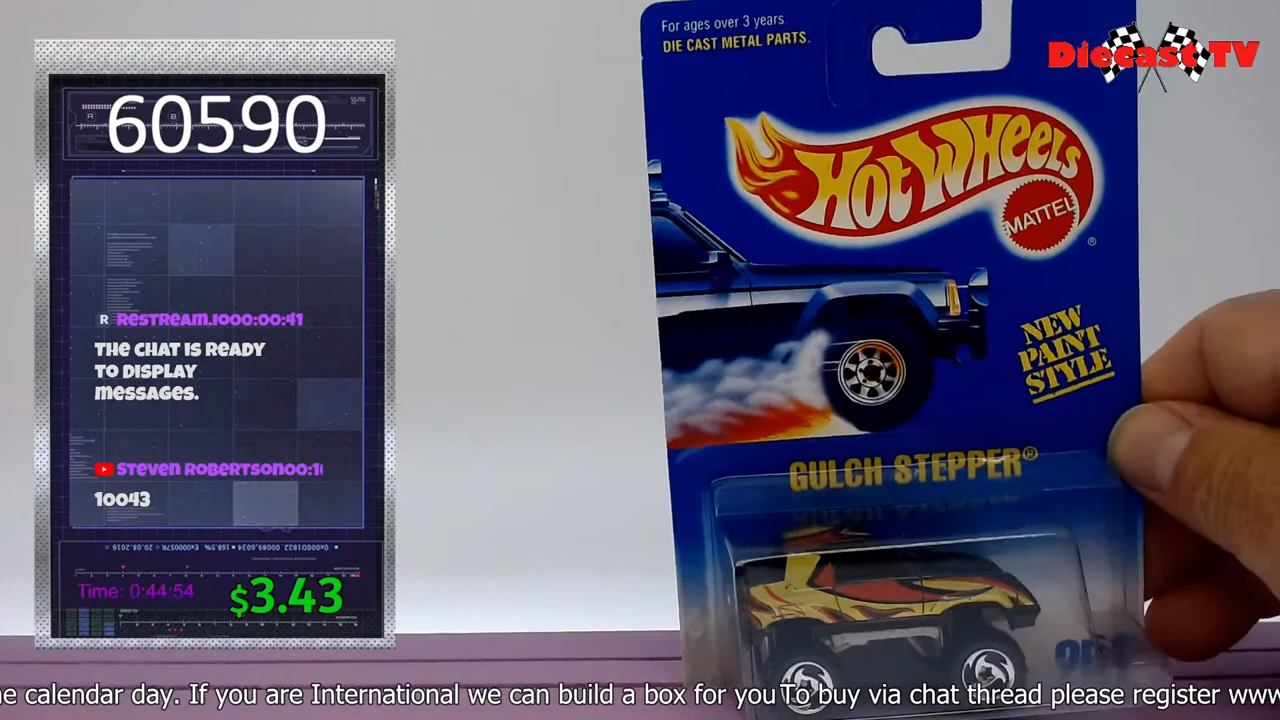 60590
A
B
R Restream.io00:00:41
The chat is ready
to display
messages.
Steven Robertson00:1
10043
Time: 0:44:54
$3.43
For ages over 3 years.
DIE CAST METAL PARTS.
HOT WHEELS
MATTEL
®
NEW
PAINT
STYLE
GULCH STEPPER®
Diecast TV
e calendar day. If you are International we can build a box for you To buy via chat thread please register www